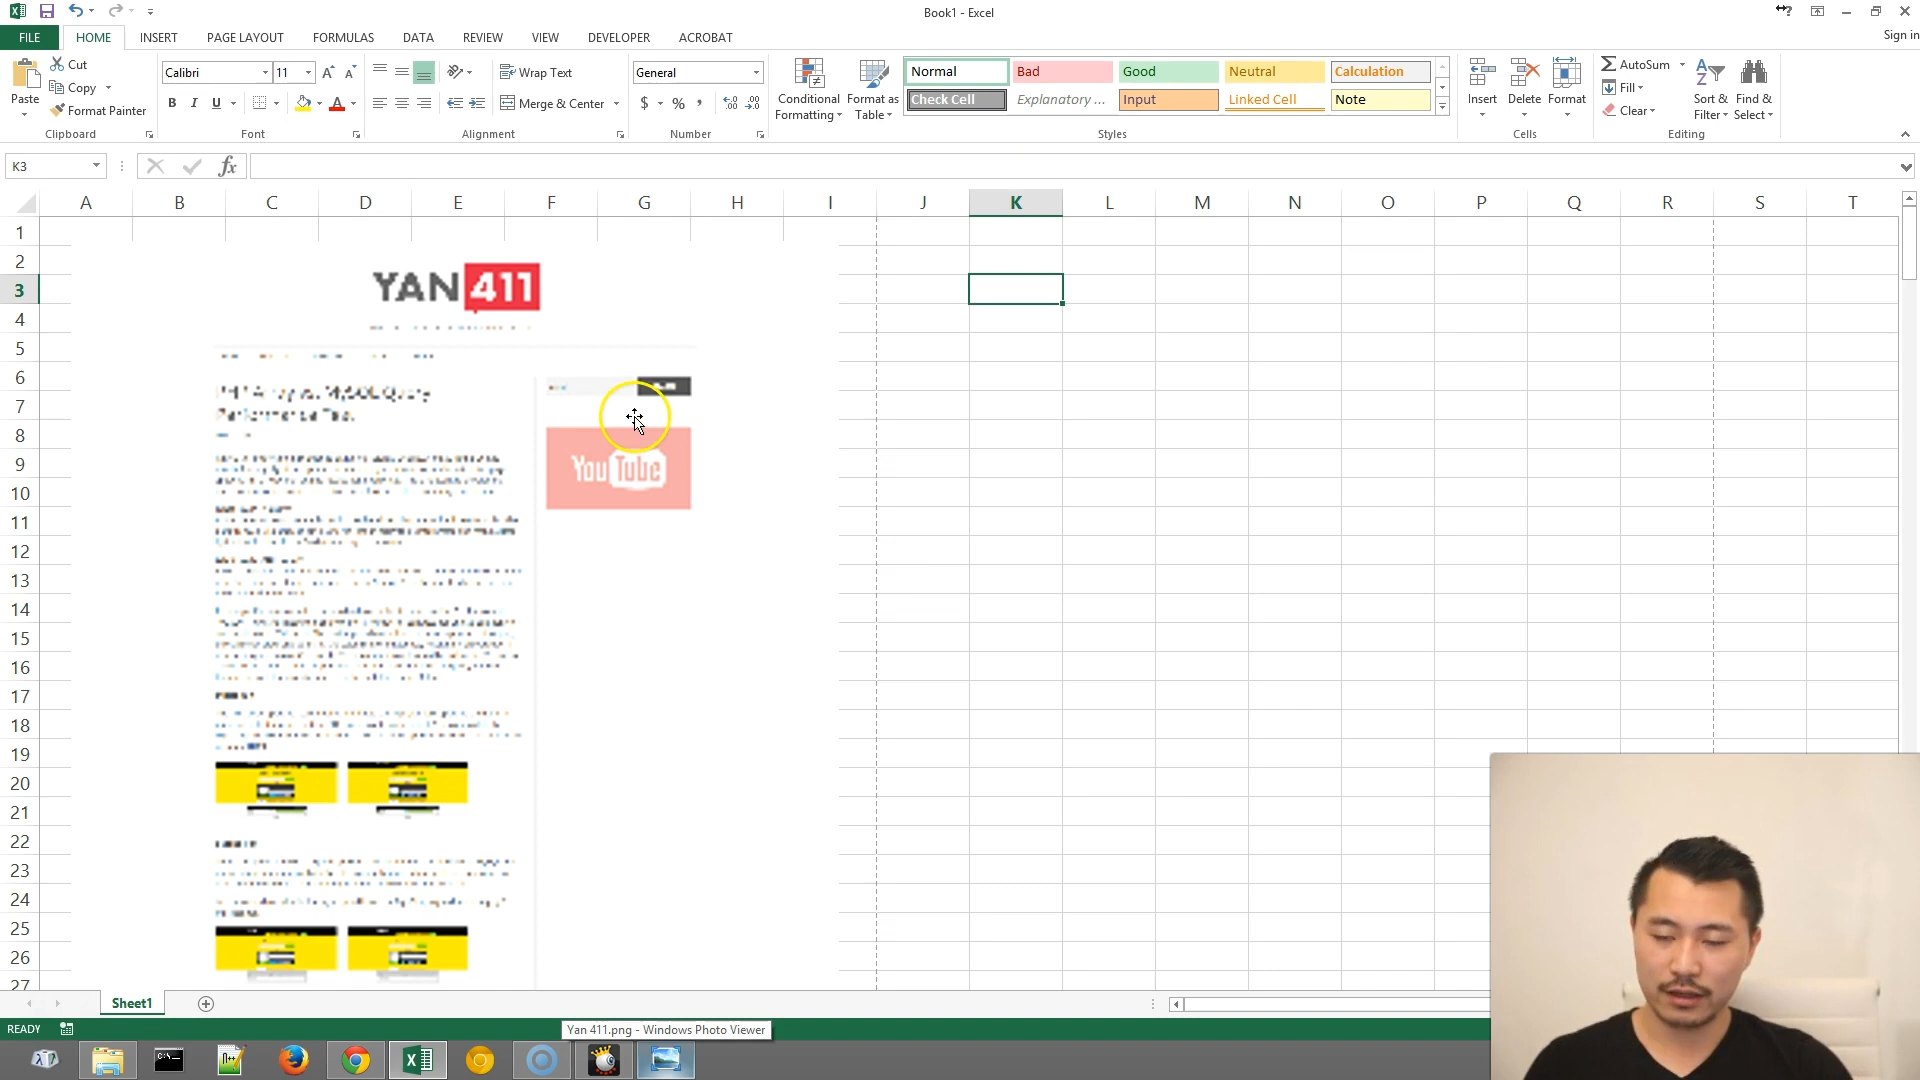 Book1 - Excel
Sign in
FILE
HOME
INSERT
PAGE LAYOUT
FORMULAS
DATA
REVIEW
VIEW
DEVELOPER
ACROBAT
Paste
Cut
Copy
Format Painter
Clipboard
Calibri
11
B I U
Font
Wrap Text
Merge & Center
Alignment
General
$ % ,
Number
Conditional Formatting
Format as Table
Normal
Bad
Good
Neutral
Calculation
Check Cell
Explanatory ...
Input
Linked Cell
Note
Styles
Insert
Delete
Format
Cells
AutoSum
Fill
Clear
Sort & Filter
Find & Select
Editing
K3
fx
A B C D E F G H I J K L M N O P Q R S T
1
2
3
4
5
6
7
8
9
10
11
12
13
14
15
16
17
18
19
20
21
22
23
24
25
26
27
YAN 411
You Tube
Sheet1
READY
Yan 411.png - Windows Photo Viewer